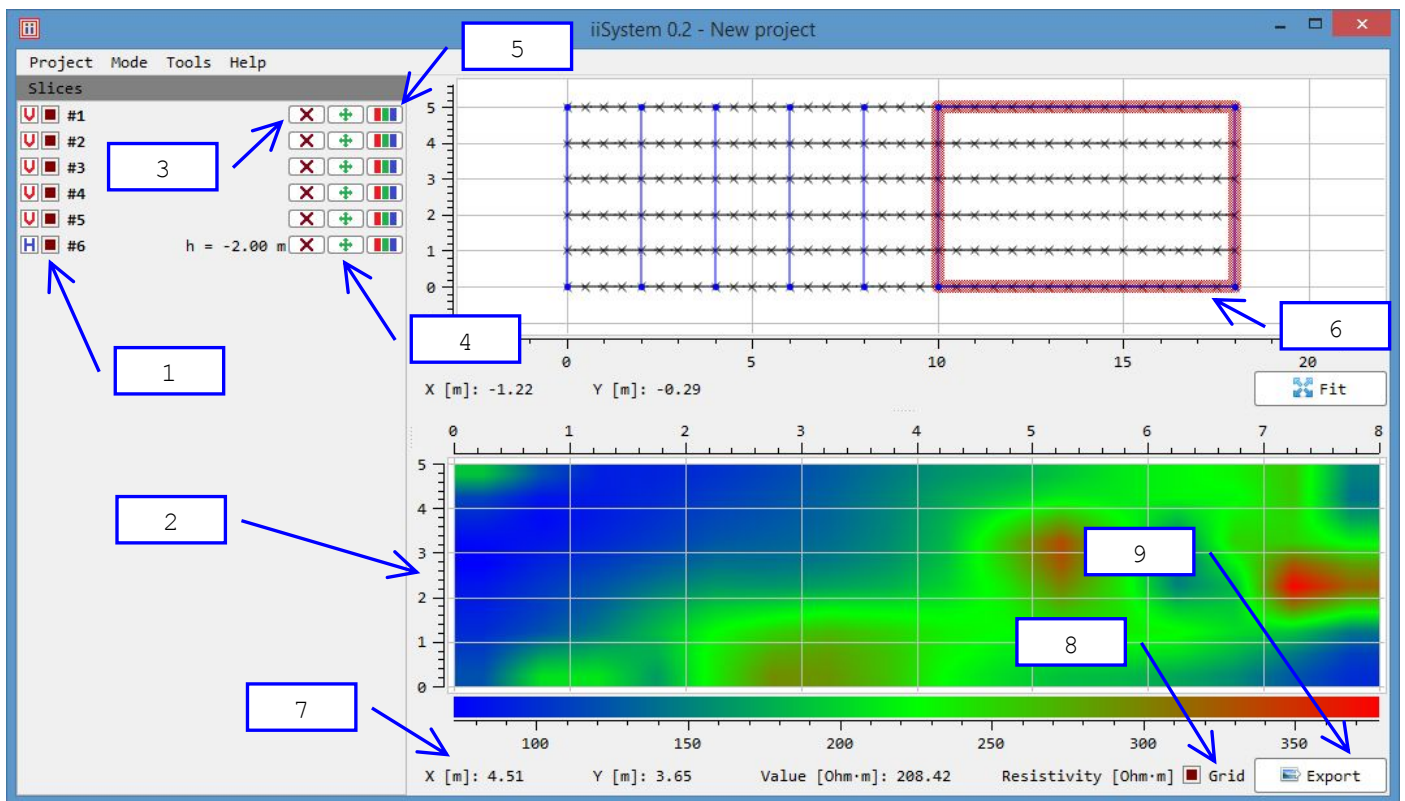 iiSystem 0.2 - New project
Project Mode Tools Help
Slices
V #1
V #2
V #3
V #4
V #5
H #6 h = -2.00 m
5
3
4
1
2
7
6
9
8
5
4
3
2
1
0
0 5 10 15 20
X [m]: -1.22 Y [m]: -0.29
Fit
0 1 2 3 4 5 6 7 8
5
4
3
2
1
0
100 150 200 250 300 350
X [m]: 4.51 Y [m]: 3.65 Value [Ohm·m]: 208.42 Resistivity [Ohm·m] Grid Export